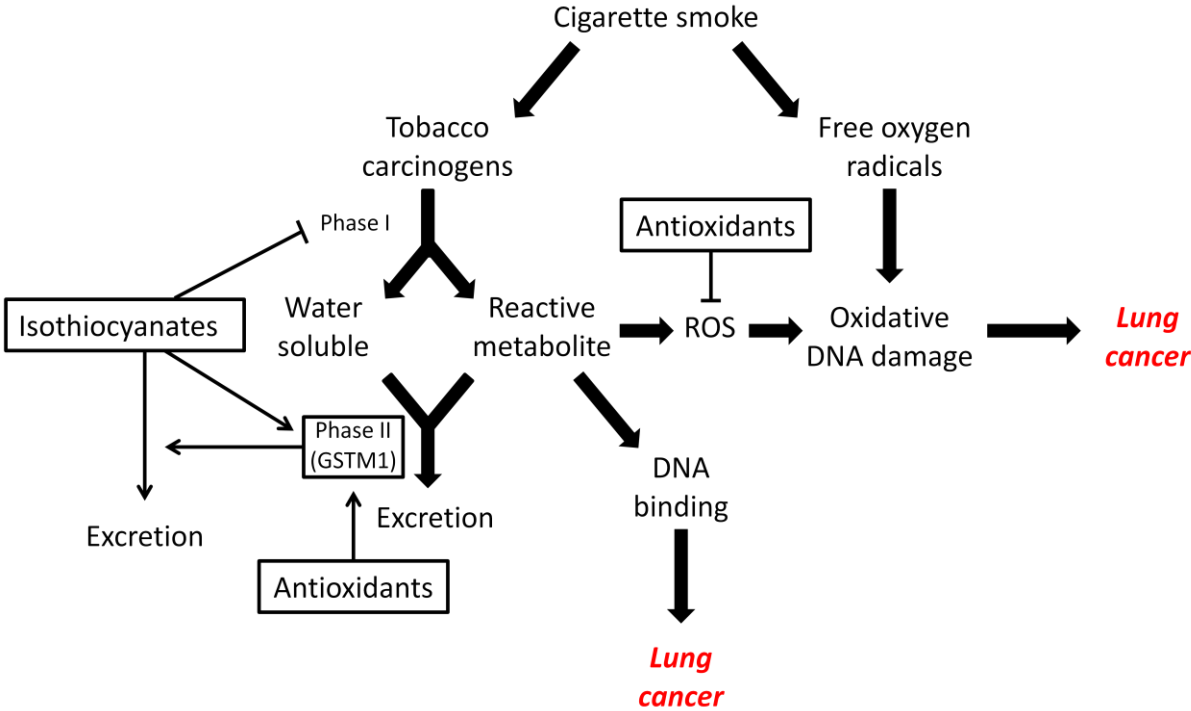 Cigarette smoke
Tobacco
carcinogens
Free oxygen
radicals
Phase I
Antioxidants
Isothiocyanates
Water
soluble
Reactive
metabolite
ROS
Oxidative
DNA damage
Lung
cancer
Phase II
(GSTM1)
DNA
binding
Excretion
Excretion
Antioxidants
Lung
cancer